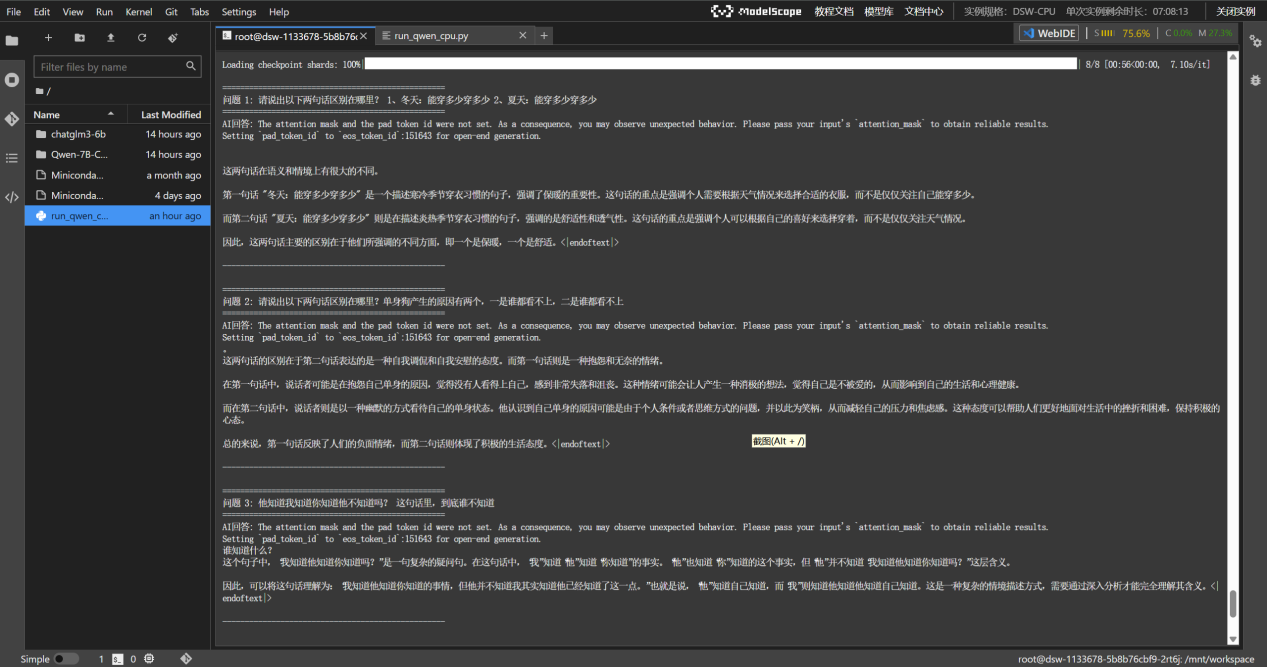 File Edit View Run Kernel Git Tabs Settings Help
ModelScope 教程文档 模型库 文档中心 实例规格: DSW-CPU 单次实例剩余时长: 07:08:13 关闭实例
root@dsw-1133678-5b8b76c
run_qwen_cpu.py
WebIDE S 75.6% C 0.0% M 27.3%
Filter files by name
/
Name Last Modified
chatglm3-6b 14 hours ago
Qwen-7B-C... 14 hours ago
Miniconda... a month ago
Miniconda... 4 days ago
run_qwen_c... an hour ago
Loading checkpoint shards: 100%| | 8/8 [00:56<00:00, 7.10s/it]
==================================================
问题 1: 请说出以下两句话区别在哪里? 1、冬天: 能穿多少穿多少 2、夏天: 能穿多少穿多少
==================================================
AI回答: The attention mask and the pad token id were not set. As a consequence, you may observe unexpected behavior. Please pass your input's `attention_mask` to obtain reliable results.
Setting `pad_token_id` to `eos_token_id`:151643 for open-end generation.
这两句话在语义和情境上有很大的不同。
第一句话 "冬天: 能穿多少穿多少" 是一个描述寒冷季节穿衣习惯的句子, 强调了保暖的重要性。这句话的重点是强调个人需要根据天气情况来选择合适的衣服, 而不是仅仅关注自己能穿多少。
而第二句话 "夏天: 能穿多少穿多少" 则是在描述炎热季节穿衣习惯的句子, 强调的是舒适性和透气性。这句话的重点是强调个人可以根据自己的喜好来选择穿着, 而不是仅仅关注天气情况。
因此, 这两句话主要的区别在于他们所强调的不同方面, 即一个是保暖, 一个是舒适。<|endoftext|>
--------------------------------------------------
==================================================
问题 2: 请说出以下两句话区别在哪里? 单身狗产生的原因有两个, 一是谁都看不上, 二是谁都看不上
==================================================
AI回答: The attention mask and the pad token id were not set. As a consequence, you may observe unexpected behavior. Please pass your input's `attention_mask` to obtain reliable results.
Setting `pad_token_id` to `eos_token_id`:151643 for open-end generation.
。
这两句话的区别在于第二句话表达的是一种自我调侃和自我安慰的态度。而第一句话则是一种抱怨和无奈的情绪。
在第一句话中, 说话者可能是在抱怨自己单身的原因, 觉得没有人看得上自己, 感到非常失落和沮丧。这种情绪可能会让人产生一种消极的想法, 觉得自己是不被爱的, 从而影响到自己的生活和心理健康。
而在第二句话中, 说话者则是以一种幽默的方式看待自己的单身状态。他认识到自己单身的原因可能是由于个人条件或者思维方式的问题, 并以此为笑柄, 从而减轻自己的压力和焦虑感。这种态度可以帮助人们更好地面对生活中的挫折和困难, 保持积极的
心态。
总的来说, 第一句话反映了人们的负面情绪, 而第二句话则体现了积极的生活态度。<|endoftext|>
截图(Alt + /)
--------------------------------------------------
==================================================
问题 3: 他知道我知道你知道他不知道吗? 这句话里, 到底谁不知道
==================================================
AI回答: The attention mask and the pad token id were not set. As a consequence, you may observe unexpected behavior. Please pass your input's `attention_mask` to obtain reliable results.
Setting `pad_token_id` to `eos_token_id`:151643 for open-end generation.
谁知道什么?
这个句子中, "我知道他知道你知道吗?"是一句复杂的疑问句。在这句话中, "我"知道"他"知道"你知道"的事实, "他"也知道"你"知道的这个事实, 但"他"并不知道"我知道他知道你知道吗?"这层含义。
因此, 可以将这句话理解为: "我知道他知道你知道的事情, 但他并不知道我其实知道他已经知道了这一点。"也就是说, "他"知道自己知道, 而"我"则知道他知道他知道自己知道。这是一种复杂的情境描述方式, 需要通过深入分析才能完全理解其含义。<|
endoftext|>
--------------------------------------------------
Simple 1 0 root@dsw-1133678-5b8b76cbf9-2rt6j: /mnt/workspace